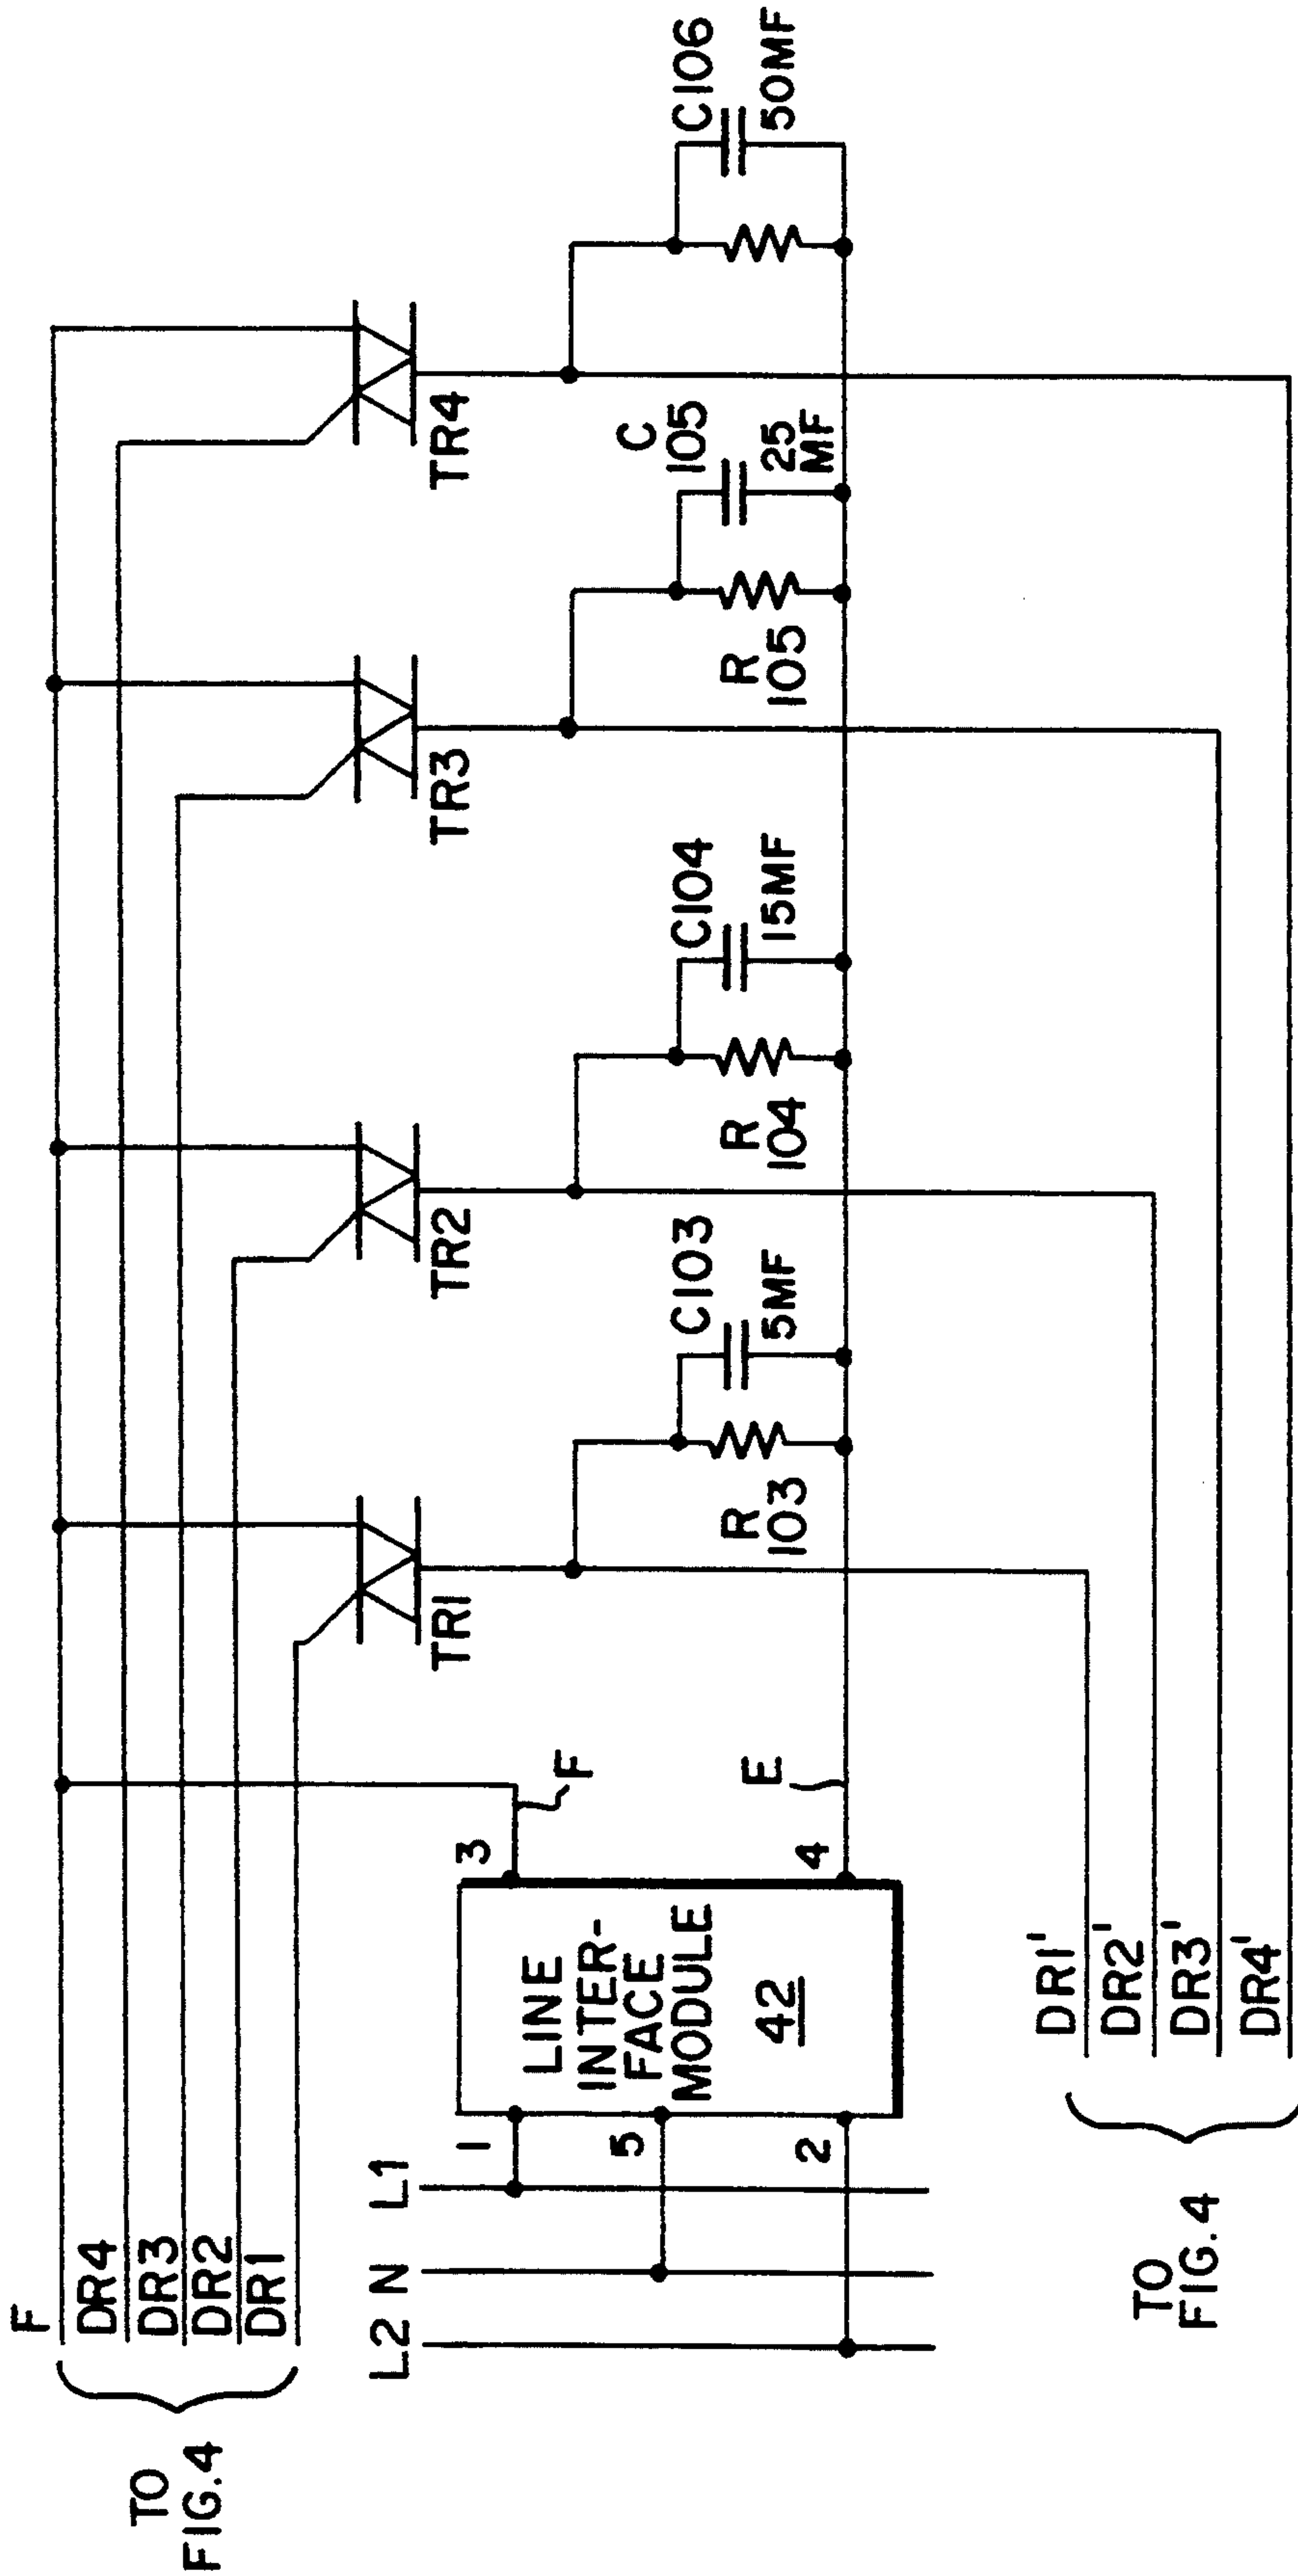 TO
FIG. 4
F
DR4
DR3
DR2
DR1
L2 N L1
1
5
2
LINE
INTER-
FACE
MODULE
42
3
4
F
E
TR1
TR2
TR3
TR4
R
103
C103
5MF
R
104
C104
15MF
R
105
C
105
25
MF
C106
50MF
TO
FIG. 4
DR1'
DR2'
DR3'
DR4'